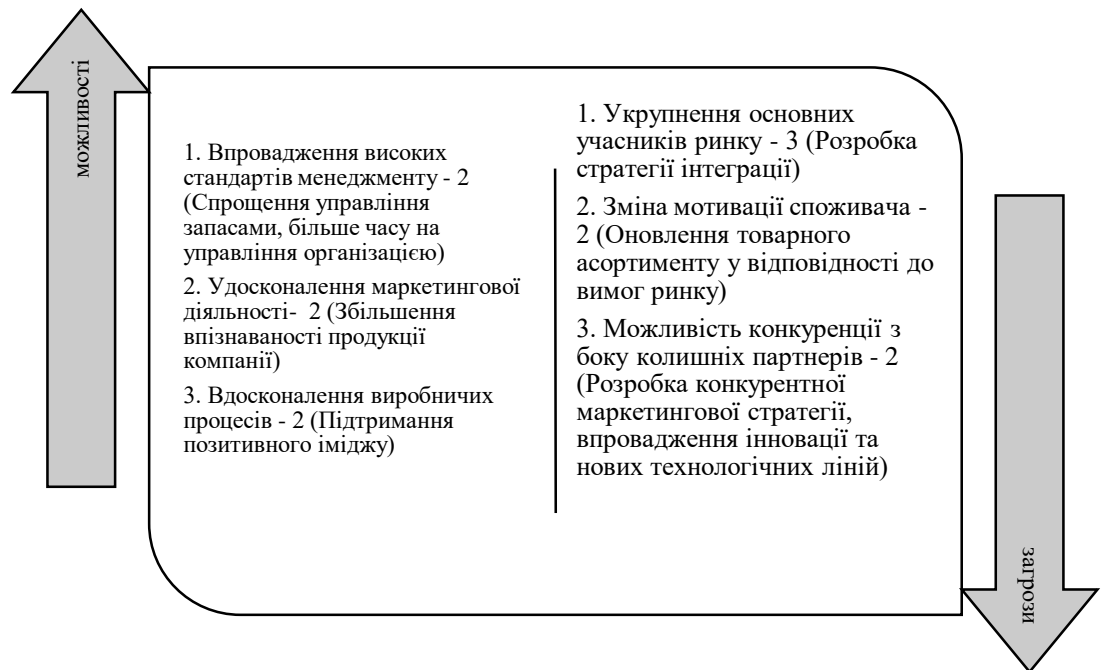 можливості
1. Впровадження високих
стандартів менеджменту - 2
(Спрощення управління
запасами, більше часу на
управління організацією)
2. Удосконалення маркетингової
діяльності- 2 (Збільшення
впізнаваності продукції
компанії)
3. Вдосконалення виробничих
процесів - 2 (Підтримання
позитивного іміджу)
1. Укрупнення основних
учасників ринку - 3 (Розробка
стратегії інтеграції)
2. Зміна мотивації споживача -
2 (Оновлення товарного
асортименту у відповідності до
вимог ринку)
3. Можливість конкуренції з
боку колишніх партнерів - 2
(Розробка конкурентної
маркетингової стратегії,
впровадження інновації та
нових технологічних ліній)
загрози